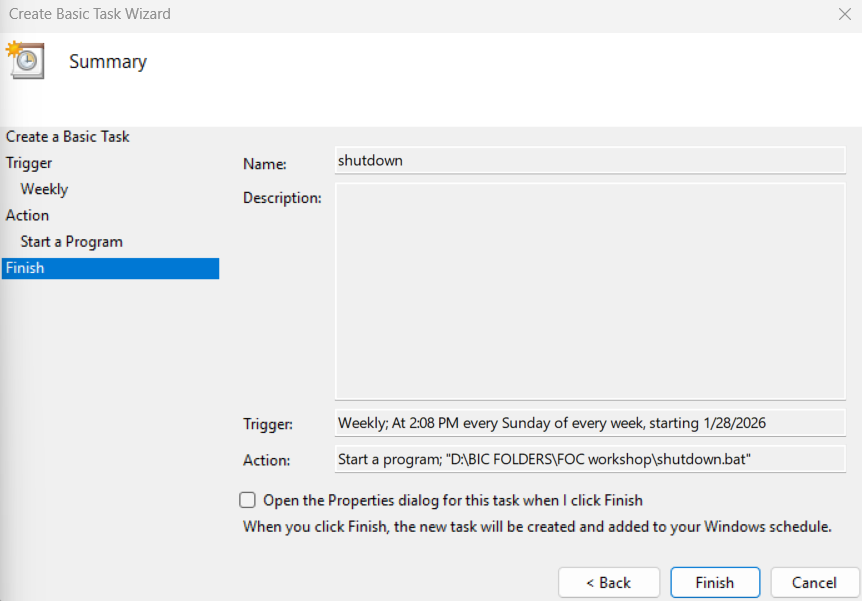 Create Basic Task Wizard
Summary
Create a Basic Task
Trigger
Weekly
Action
Start a Program
Finish
Name:
shutdown
Description:
Trigger:
Weekly; At 2:08 PM every Sunday of every week, starting 1/28/2026
Action:
Start a program; "D:\BIC FOLDERS\FOC workshop\shutdown.bat"
Open the Properties dialog for this task when I click Finish
When you click Finish, the new task will be created and added to your Windows schedule.
< Back
Finish
Cancel